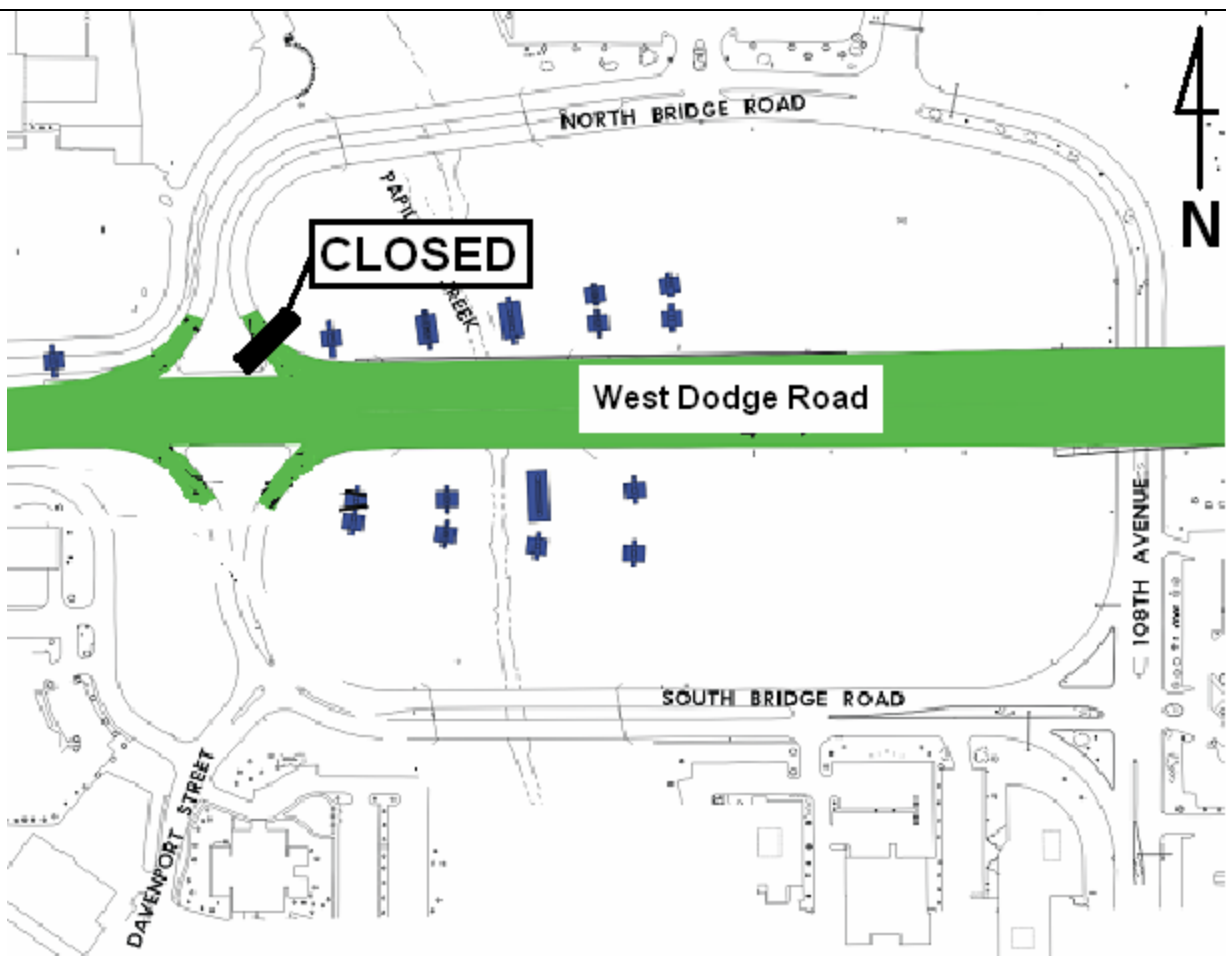 NORTH BRIDGE ROAD
N
CLOSED
West Dodge Road
108TH AVENUE
SOUTH BRIDGE ROAD
DAVENPORT STREET